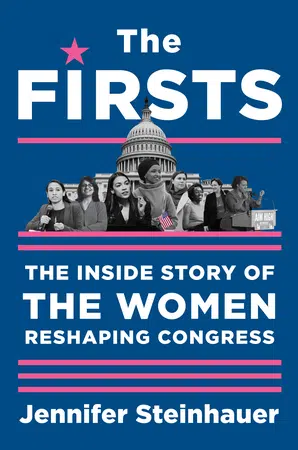 The
FIRSTS
THE INSIDE STORY OF
THE WOMEN
RESHAPING CONGRESS
Jennifer Steinhauer